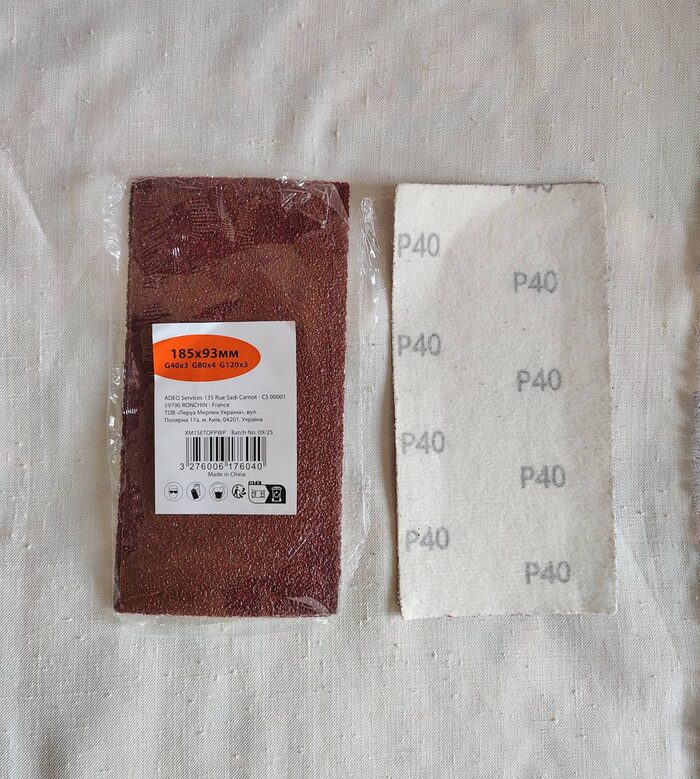 185x93мм
G40x3 G80x4 G120x3
ADEO Services 135 Rue Sadi Carnot - CS 00001
59790 RONCHIN - France
ТОВ «Леруа Мерлен Україна», вул.
Полярна 17а, м. Київ, 04201, Україна
XM1SETOPPWP Batch No: 09/25
3 276006 176040
Made in China
P40
P40
P40
P40
P40
P40
P40
P40
P40